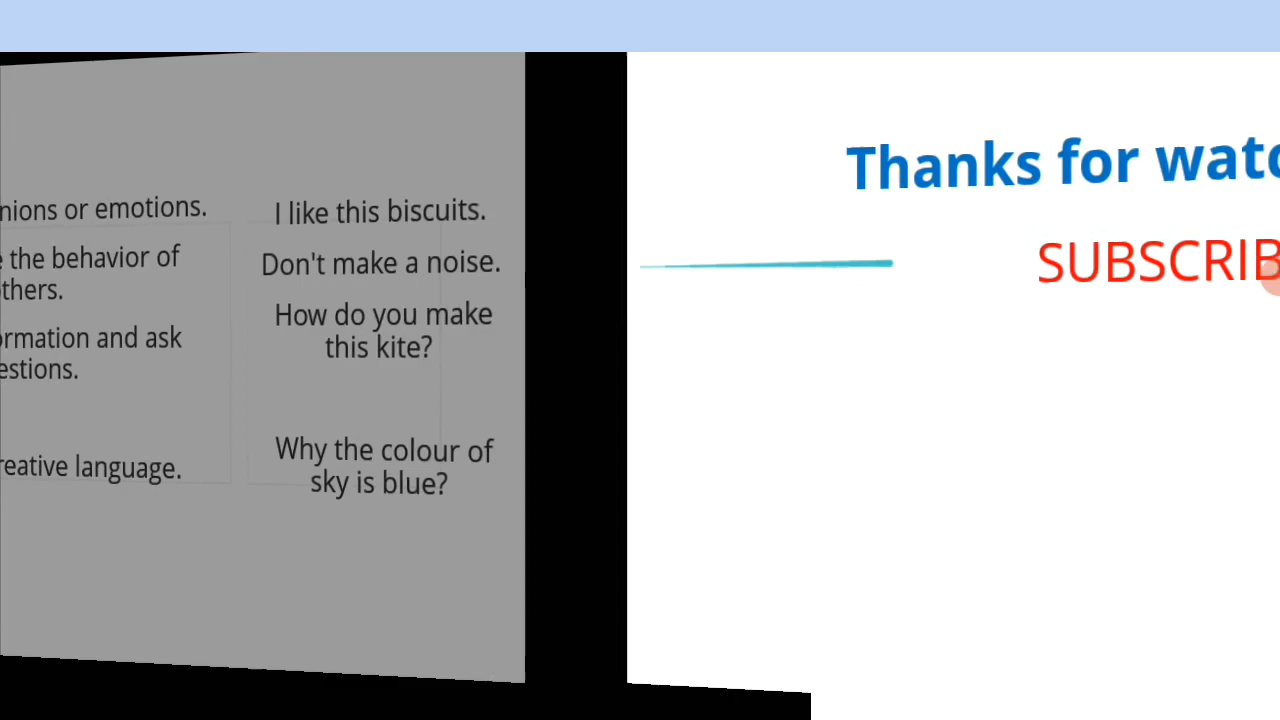 nions or emotions.
e the behavior of
thers.
ormation and ask
estions.
reative language.
I like this biscuits.
Don't make a noise.
How do you make
this kite?
Why the colour of
sky is blue?
Thanks for watc
SUBSCRIB